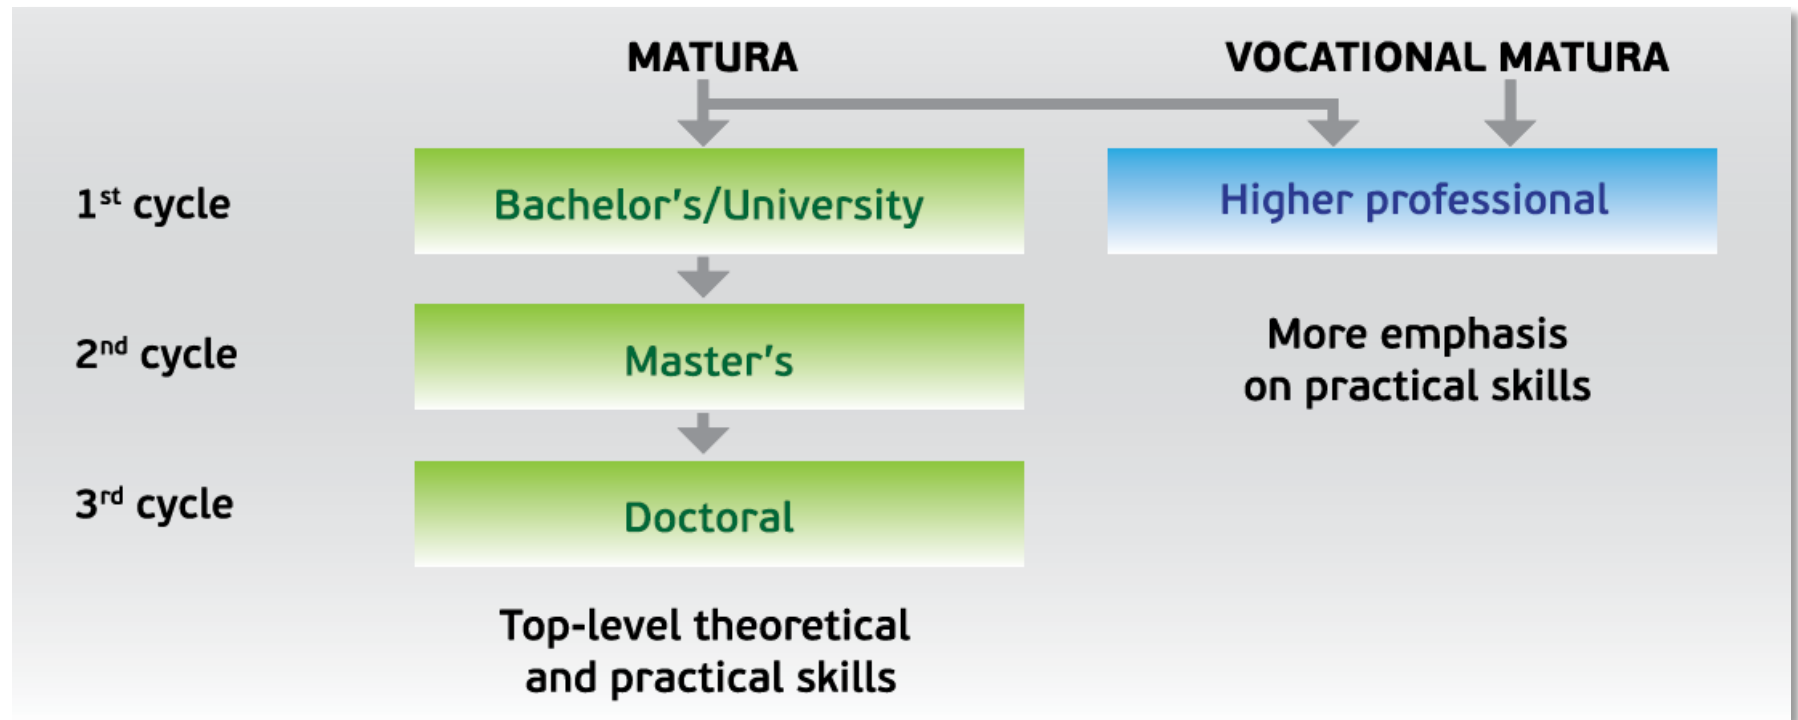 MATURA
VOCATIONAL MATURA
1st cycle
Bachelor's/University
Higher professional
2nd cycle
Master's
More emphasis
on practical skills
3rd cycle
Doctoral
Top-level theoretical
and practical skills